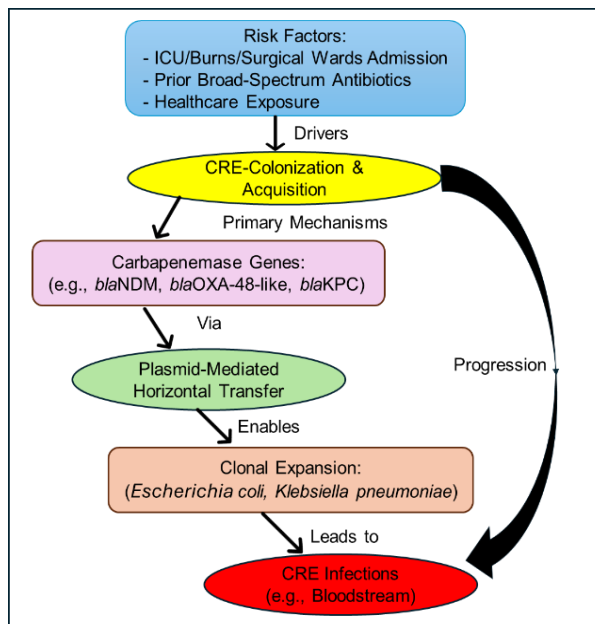 Risk Factors:
- ICU/Burns/Surgical Wards Admission
- Prior Broad-Spectrum Antibiotics
- Healthcare Exposure
Drivers
CRE-Colonization &
Acquisition
Primary Mechanisms
Carbapenemase Genes:
(e.g., blaNDM, blaOXA-48-like, blaKPC)
Via
Plasmid-Mediated
Horizontal Transfer
Progression
Enables
Clonal Expansion:
(Escherichia coli, Klebsiella pneumoniae)
Leads to
CRE Infections
(e.g., Bloodstream)